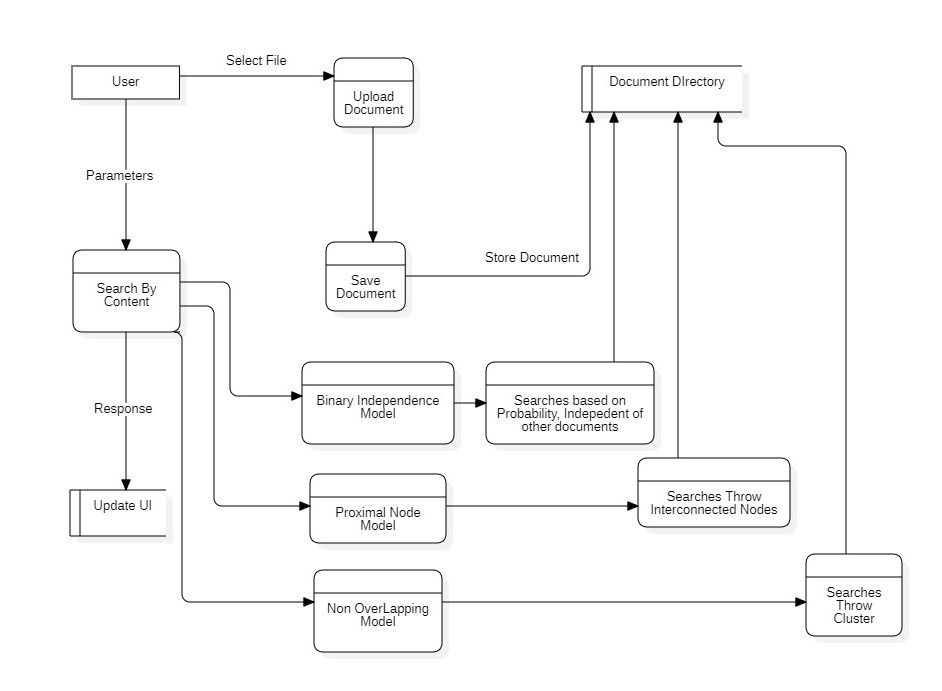 Select File
User
Document DIrectory
Upload
Document
Parameters
Store Document
Search By
Content
Save
Document
Binary Independence
Model
Searches based on
Probability, Indepedent of
other documents
Response
Update UI
Proximal Node
Model
Searches Throw
Interconnected Nodes
Non OverLapping
Model
Searches
Throw
Cluster